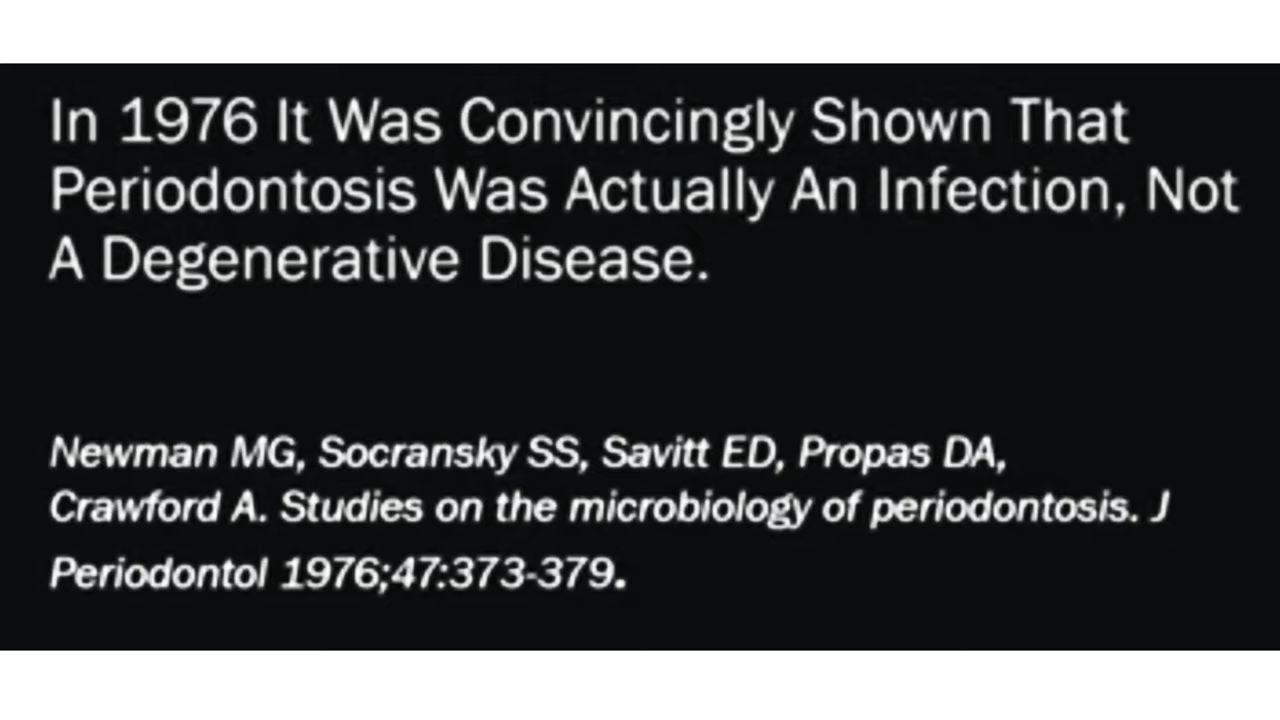 In 1976 It Was Convincingly Shown That
Periodontosis Was Actually An Infection, Not
A Degenerative Disease.
Newman MG, Socransky SS, Savitt ED, Propas DA,
Crawford A. Studies on the microbiology of periodontosis. J
Periodontol 1976;47:373-379.